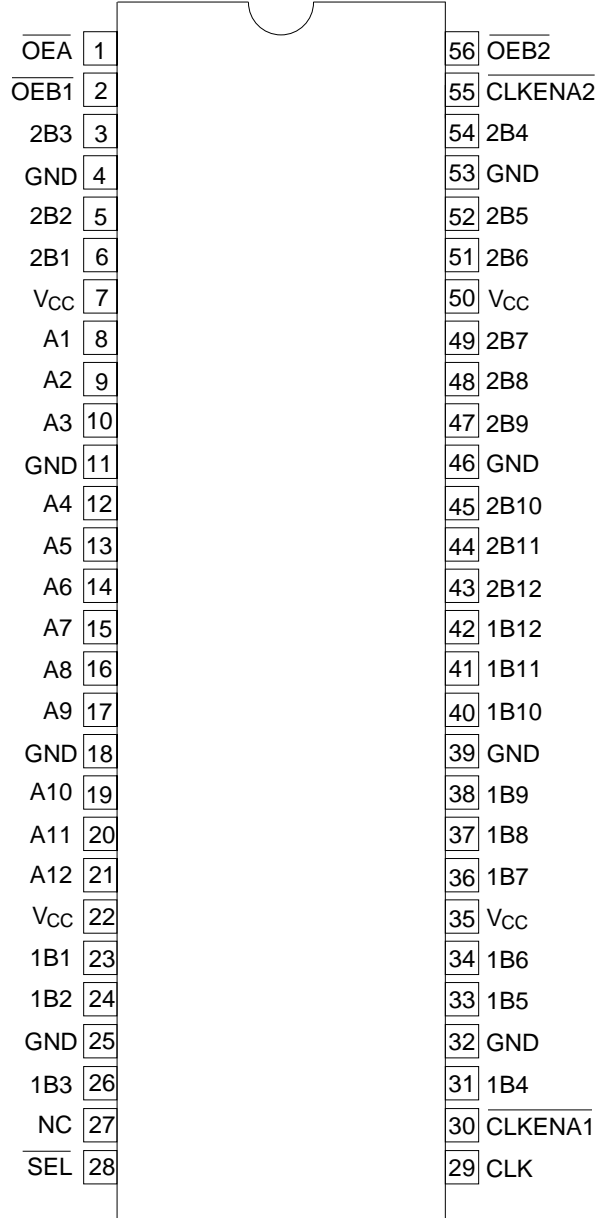 OEA 1 56 OEB2
OEB1 2 55 CLKENA2
2B3 3 54 2B4
GND 4 53 GND
2B2 5 52 2B5
2B1 6 51 2B6
VCC 7 50 VCC
A1 8 49 2B7
A2 9 48 2B8
A3 10 47 2B9
GND 11 46 GND
A4 12 45 2B10
A5 13 44 2B11
A6 14 43 2B12
A7 15 42 1B12
A8 16 41 1B11
A9 17 40 1B10
GND 18 39 GND
A10 19 38 1B9
A11 20 37 1B8
A12 21 36 1B7
VCC 22 35 VCC
1B1 23 34 1B6
1B2 24 33 1B5
GND 25 32 GND
1B3 26 31 1B4
NC 27 30 CLKENA1
SEL 28 29 CLK